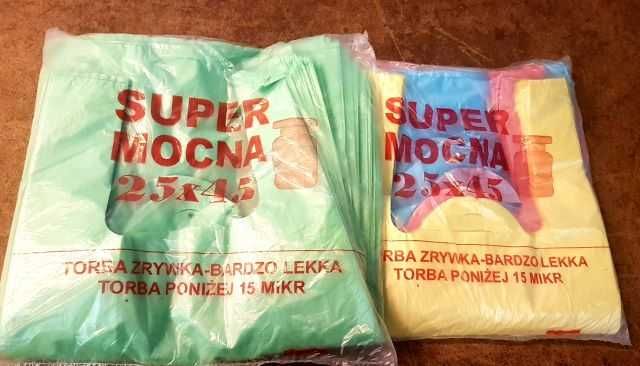 SUPER
MOCNA
25x45
TORBA ZRYWKA-BARDZO LEKKA
TORBA PONIŻEJ 15 MIKR
SUPER
MOCNA
25x45
RBA ZRYWKA-BARDZO LEKKA
TORBA PONIŻEJ 15 MIKR